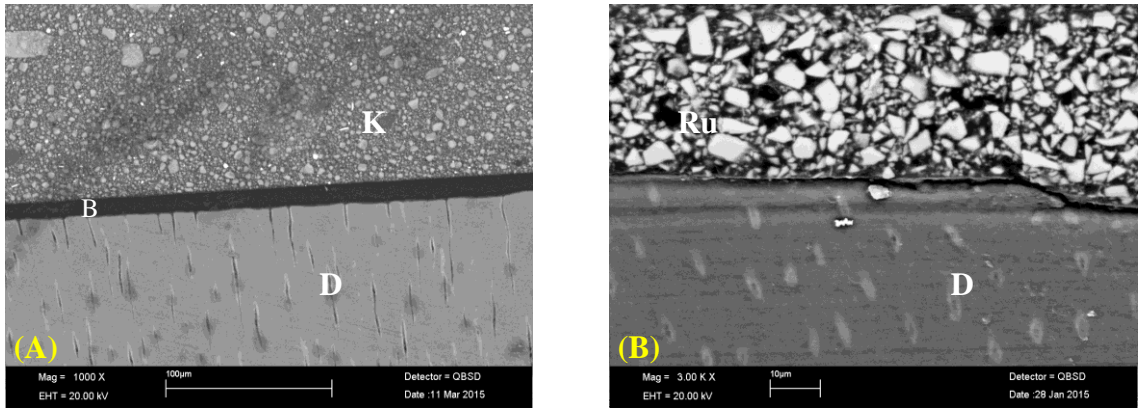 K
B
D
(A)
Mag = 1000 X
100µm
Detector = QBSD
EHT = 20.00 kV
Date :11 Mar 2015
Ru
D
(B)
Mag = 3.00 K X
10µm
Detector = QBSD
EHT = 20.00 kV
Date :28 Jan 2015